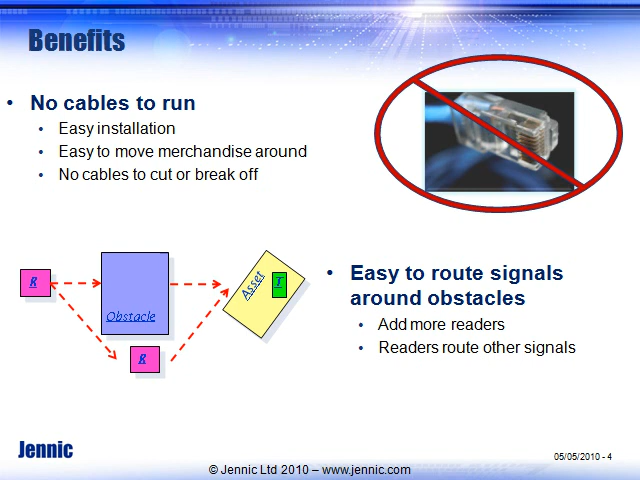 Benefits
• No cables to run
• Easy installation
• Easy to move merchandise around
• No cables to cut or break off
R
Obstacle
Asset
T
R
• Easy to route signals
around obstacles
• Add more readers
• Readers route other signals
Jennic
05/05/2010 - 4
© Jennic Ltd 2010 – www.jennic.com